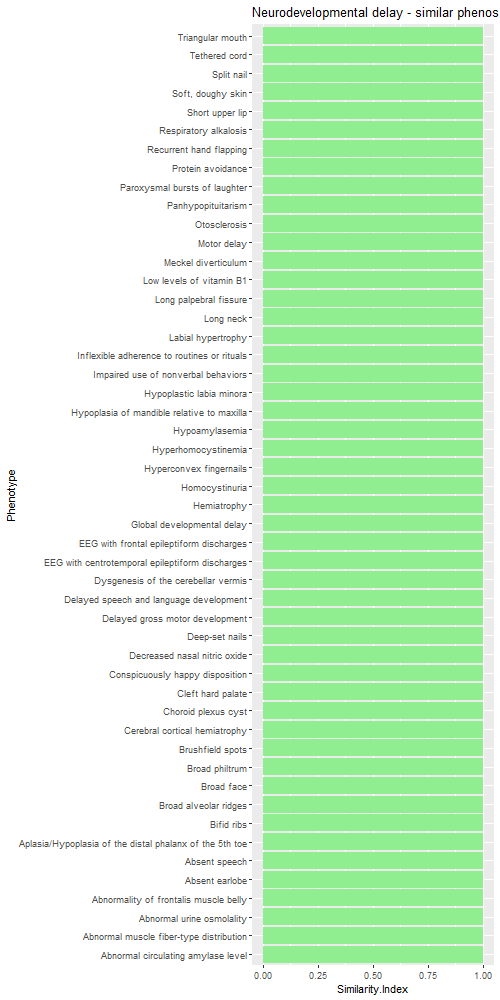 Neurodevelopmental delay - similar phenos
Triangular mouth
Tethered cord
Split nail
Soft, doughy skin
Short upper lip
Respiratory alkalosis
Recurrent hand flapping
Protein avoidance
Paroxysmal bursts of laughter
Panhypopituitarism
Otosclerosis
Motor delay
Meckel diverticulum
Low levels of vitamin B1
Long palpebral fissure
Long neck
Labial hypertrophy
Inflexible adherence to routines or rituals
Impaired use of nonverbal behaviors
Hypoplastic labia minora
Hypoplasia of mandible relative to maxilla
Hypoamylasemia
Hyperhomocystinemia
Hyperconvex fingernails
Homocystinuria
Hemiatrophy
Global developmental delay
EEG with frontal epileptiform discharges
EEG with centrotemporal epileptiform discharges
Dysgenesis of the cerebellar vermis
Delayed speech and language development
Delayed gross motor development
Deep-set nails
Decreased nasal nitric oxide
Conspicuously happy disposition
Cleft hard palate
Choroid plexus cyst
Cerebral cortical hemiatrophy
Brushfield spots
Broad philtrum
Broad face
Broad alveolar ridges
Bifid ribs
Aplasia/Hypoplasia of the distal phalanx of the 5th toe
Absent speech
Absent earlobe
Abnormality of frontalis muscle belly
Abnormal urine osmolality
Abnormal muscle fiber-type distribution
Abnormal circulating amylase level
Phenotype
0.00 0.25 0.50 0.75 1.00
Similarity.Index